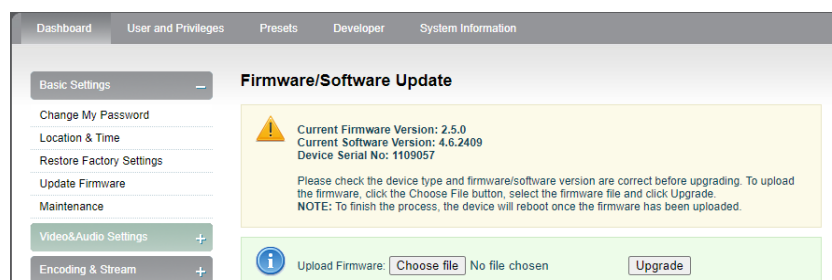 Dashboard User and Privileges Presets Developer System Information
Basic Settings
Change My Password
Location & Time
Restore Factory Settings
Update Firmware
Maintenance
Video&Audio Settings
Encoding & Stream
Firmware/Software Update
Current Firmware Version: 2.5.0
Current Software Version: 4.6.2409
Device Serial No: 1109057
Please check the device type and firmware/software version are correct before upgrading. To upload
the firmware, click the Choose File button, select the firmware file and click Upgrade.
NOTE: To finish the process, the device will reboot once the firmware has been uploaded.
Upload Firmware: Choose file No file chosen Upgrade